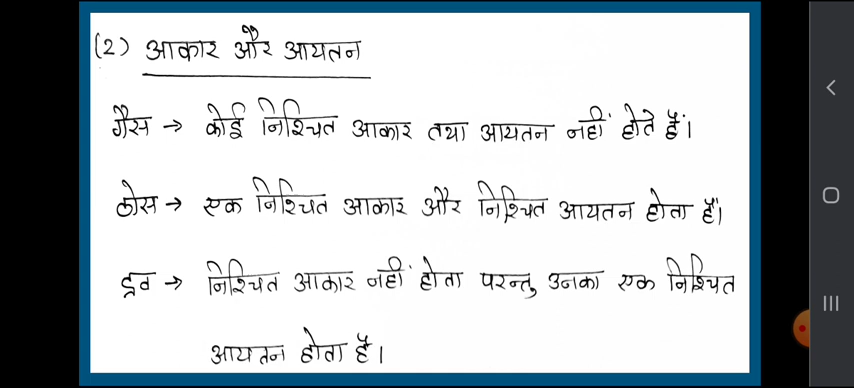 (2) आकार और आयतन
गैस → कोई निश्चित आकार तथा आयतन नहीं होते हैं।
ठोस → एक निश्चित आकार और निश्चित आयतन होता है।
द्रव → निश्चित आकार नहीं होता परन्तु उनका एक निश्चित
आयतन होता है।